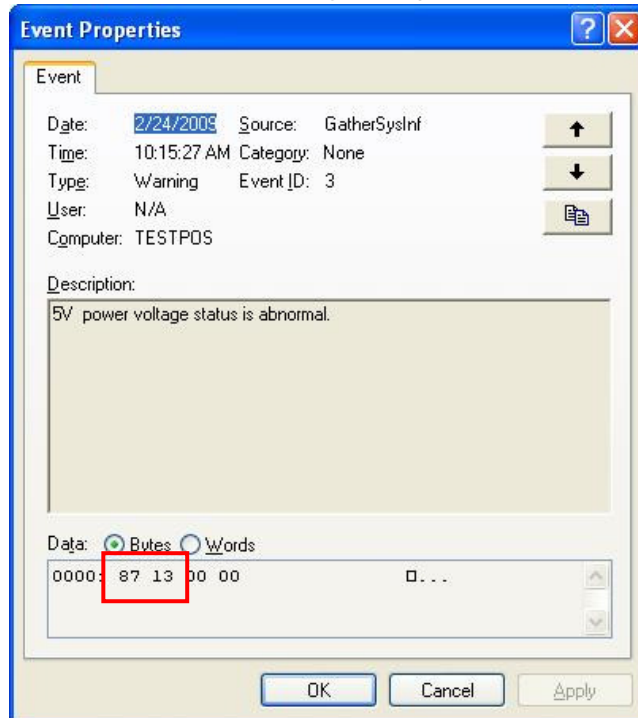 Event Properties
Event
Date: 2/24/2009 Source: GatherSysInf
Time: 10:15:27 AM Category: None
Type: Warning Event ID: 3
User: N/A
Computer: TESTPOS
Description:
5V power voltage status is abnormal.
Data: Bytes Words
0000: 87 13 00 00 □...
OK Cancel Apply